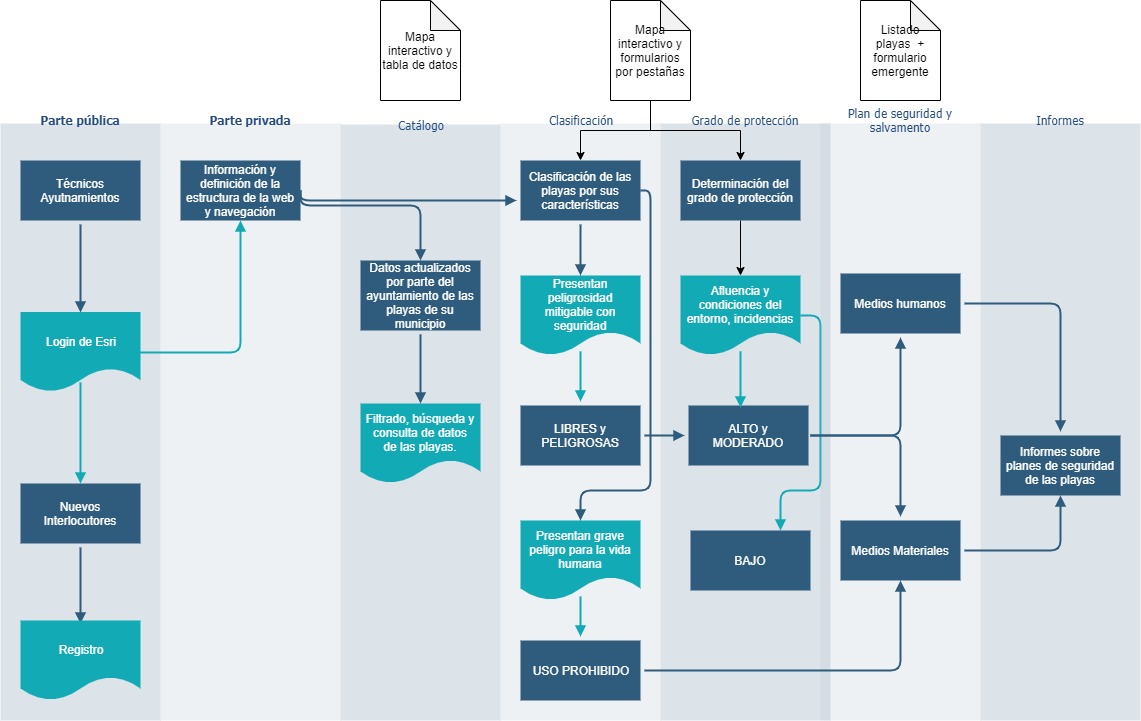 Mapa
interactivo y
tabla de datos
Mapa
interactivo y
formularios
por pestañas
Listado
playas +
formulario
emergente
Parte pública
Parte privada
Catálogo
Clasificación
Grado de protección
Plan de seguridad y
salvamento
Informes
Técnicos
Ayutnamientos
Información y
definición de la
estructura de la web
y navegación
Clasificación de las
playas por sus
características
Determinación del
grado de protección
Datos actualizados
por parte del
ayuntamiento de las
playas de su
municipio
Presentan
peligrosidad
mitigable con
seguridad
Afluencia y
condiciones del
entorno, incidencias
Medios humanos
Login de Esri
Filtrado, búsqueda y
consulta de datos
de las playas.
LIBRES y
PELIGROSAS
ALTO y
MODERADO
Informes sobre
planes de seguridad
de las playas
Nuevos
Interlocutores
Presentan grave
peligro para la vida
humana
BAJO
Medios Materiales
Registro
USO PROHIBIDO